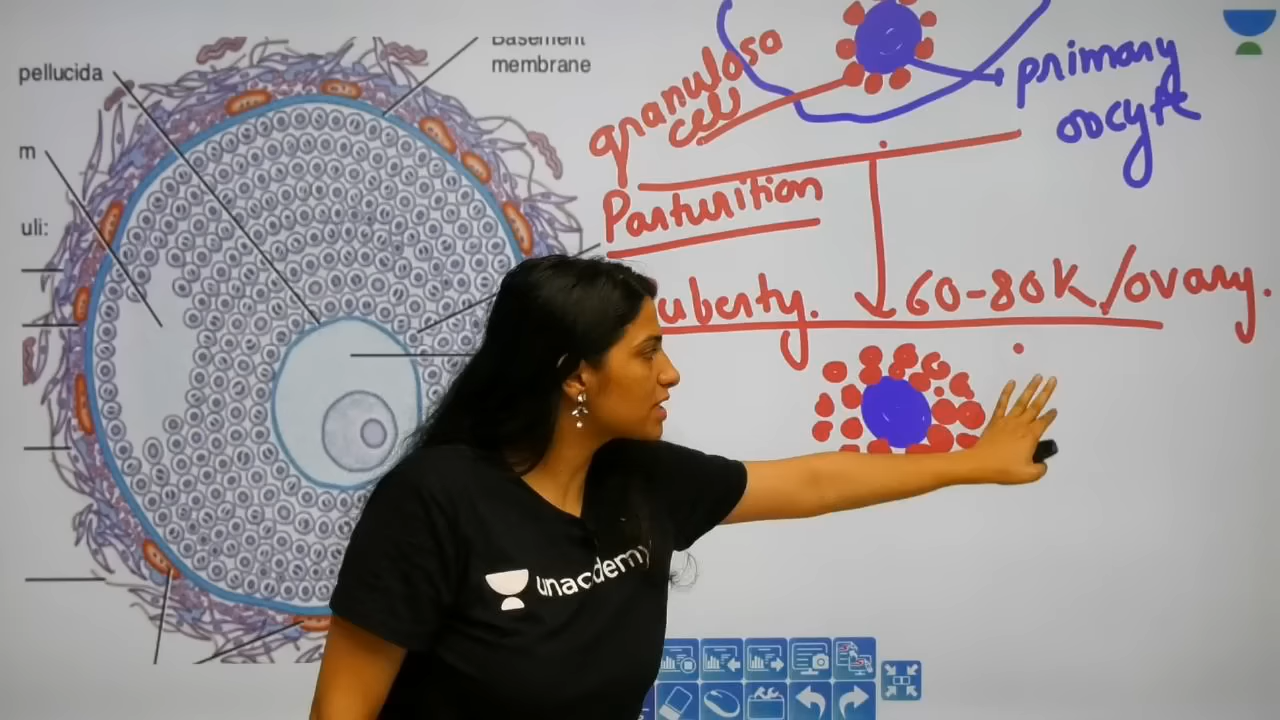 Basement
membrane
pellucida
m
uli:
granulosa
cell
primary
oocyte
Parturition
uberty.
60-80K/ovary.
unacademy